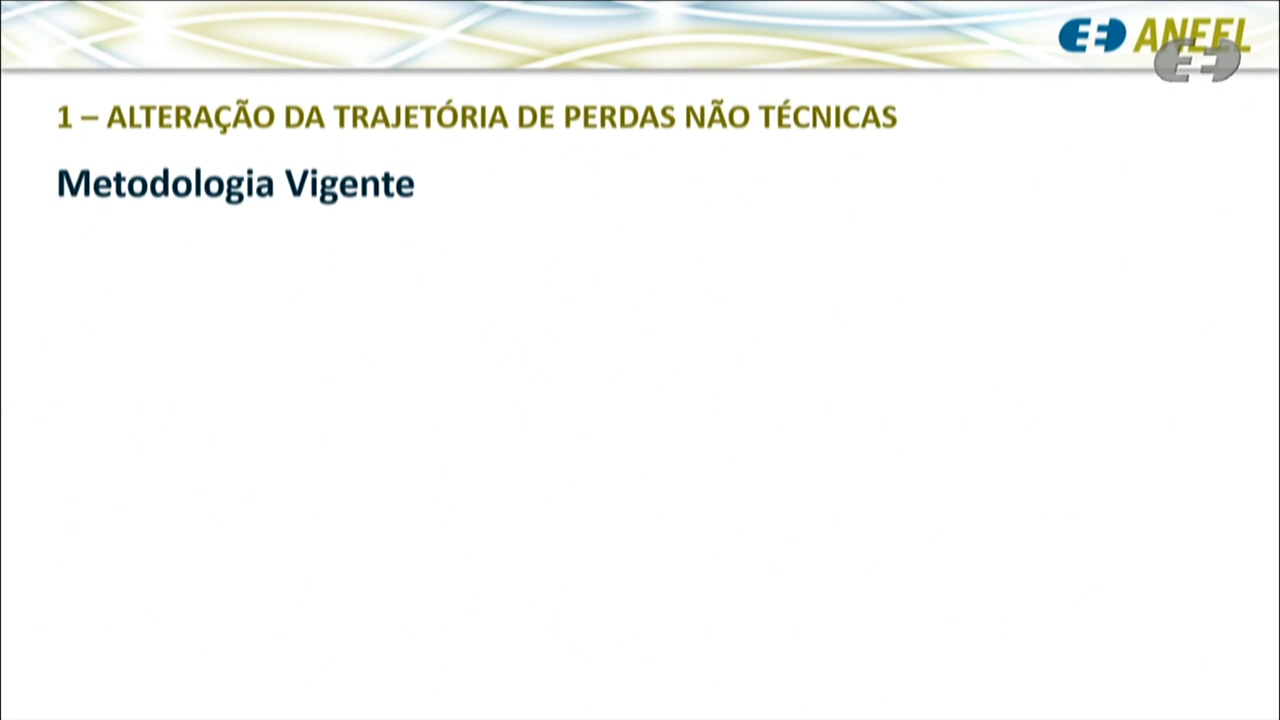 ANEEL
1 – ALTERAÇÃO DA TRAJETÓRIA DE PERDAS NÃO TÉCNICAS
Metodologia Vigente